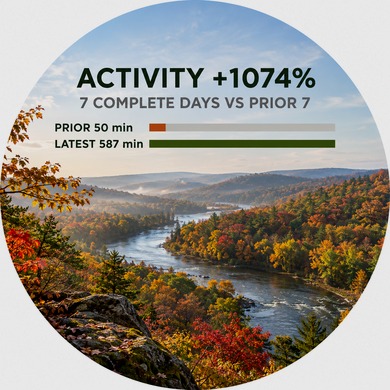 ACTIVITY +1074%
7 COMPLETE DAYS VS PRIOR 7
PRIOR 50 min
LATEST 587 min